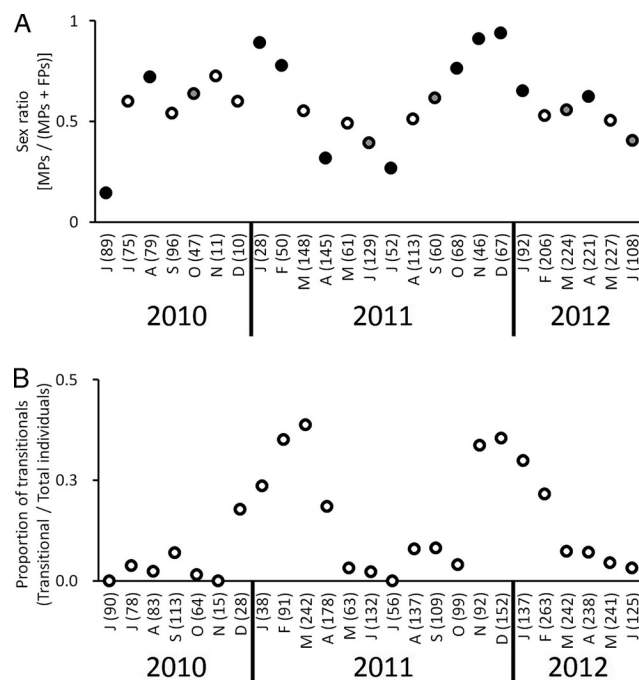 A
Sex ratio
[MPs / (MPs + FPs)]
1
0.5
0
J (89)
J (75)
A (79)
S (96)
O (47)
N (11)
D (10)
J (28)
F (50)
M (148)
A (145)
M (61)
J (129)
J (52)
A (113)
S (60)
O (68)
N (46)
D (67)
J (92)
F (206)
M (224)
A (221)
M (227)
J (108)
2010
2011
2012
B
Proportion of transitionals
(Transitional / Total individuals)
0.5
0.3
0.0
J (90)
J (78)
A (83)
S (113)
O (64)
N (15)
D (28)
J (38)
F (91)
M (242)
A (178)
M (63)
J (132)
J (56)
A (137)
S (109)
O (99)
N (92)
D (152)
J (137)
F (263)
M (242)
A (238)
M (241)
J (125)
2010
2011
2012